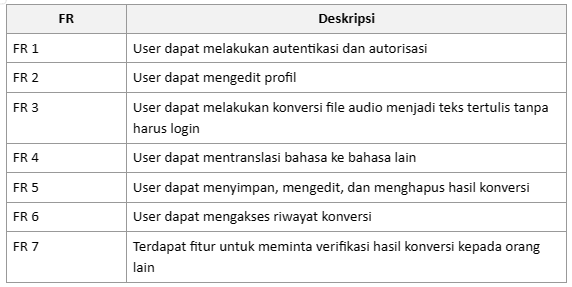 FR Deskripsi
FR 1 User dapat melakukan autentikasi dan autorisasi
FR 2 User dapat mengedit profil
FR 3 User dapat melakukan konversi file audio menjadi teks tertulis tanpa
harus login
FR 4 User dapat mentranslasi bahasa ke bahasa lain
FR 5 User dapat menyimpan, mengedit, dan menghapus hasil konversi
FR 6 User dapat mengakses riwayat konversi
FR 7 Terdapat fitur untuk meminta verifikasi hasil konversi kepada orang
lain